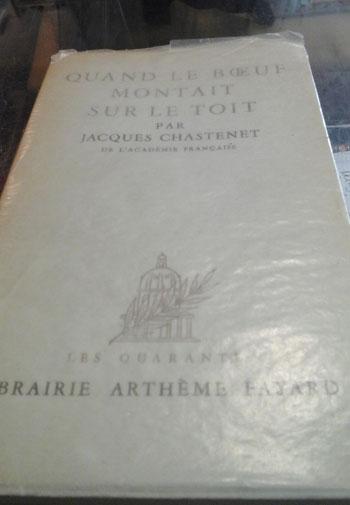 QUAND LE BŒUF
MONTAIT
SUR LE TOIT
PAR
JACQUES CHASTENET
DE L'ACADÉMIE FRANÇAISE
LES QUARANTE
BRAIRIE ARTHÈME FAYARD